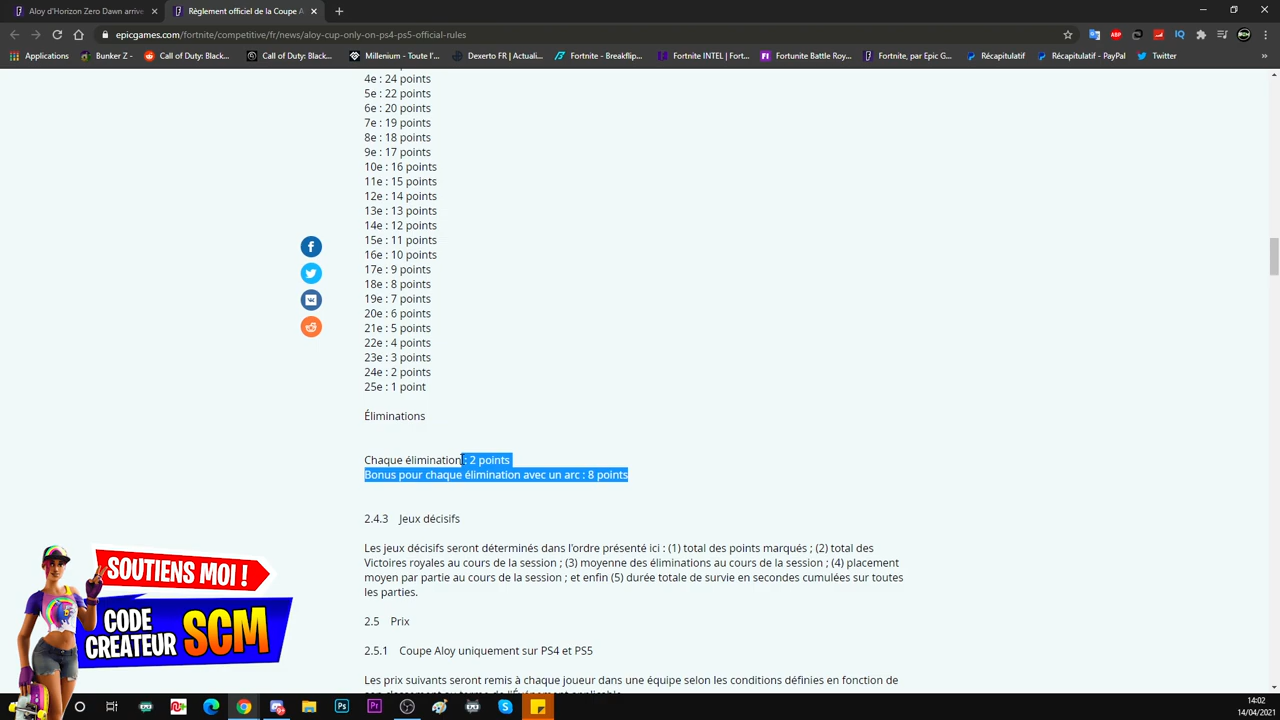 Aloy d'Horizon Zero Dawn arrive
Règlement officiel de la Coupe A
epicgames.com/fortnite/competitive/fr/news/aloy-cup-only-on-ps4-ps5-official-rules
Applications
Bunker Z -
Call of Duty: Black...
Call of Duty: Blac...
Millenium - Toute l'...
Dexerto FR | Actuali...
Fortnite - Breakflip...
Fortnite INTEL | Fort...
Fortunite Battle Roy...
Fortnite, par Epic G...
Récapitulatif
Récapitulatif - PayPal
Twitter
»
4e : 24 points
5e : 22 points
6e : 20 points
7e : 19 points
8e : 18 points
9e : 17 points
10e : 16 points
11e : 15 points
12e : 14 points
13e : 13 points
14e : 12 points
15e : 11 points
16e : 10 points
17e : 9 points
18e : 8 points
19e : 7 points
20e : 6 points
21e : 5 points
22e : 4 points
23e : 3 points
24e : 2 points
25e : 1 point
Éliminations
Chaque élimination : 2 points
Bonus pour chaque élimination avec un arc : 8 points
2.4.3 Jeux décisifs
Les jeux décisifs seront déterminés dans l'ordre présenté ici : (1) total des points marqués ; (2) total des
Victoires royales au cours de la session ; (3) moyenne des éliminations au cours de la session ; (4) placement
moyen par partie au cours de la session ; et enfin (5) durée totale de survie en secondes cumulées sur toutes
les parties.
2.5 Prix
2.5.1 Coupe Aloy uniquement sur PS4 et PS5
Les prix suivants seront remis à chaque joueur dans une équipe selon les conditions définies en fonction de
SOUTIENS MOI !
CODE
CREATEUR SCM
14:02
14/04/2021